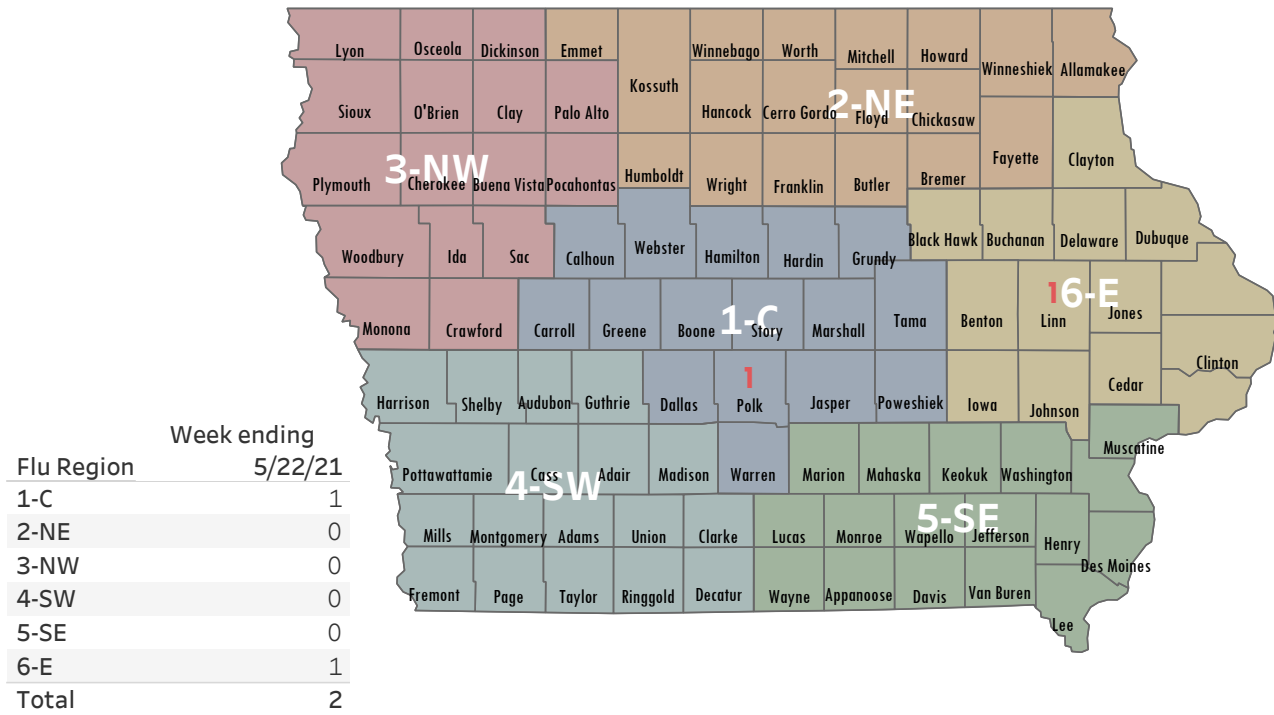 Lyon Osceola Dickinson Emmet Winnebago Worth Mitchell Howard Winneshiek Allamakee
Kossuth
Sioux O'Brien Clay Palo Alto Hancock Cerro Gordo Floyd Chickasaw
2-NE
Fayette Clayton
3-NW
Plymouth Cherokee Buena Vista Pocahontas Humboldt Wright Franklin Butler Bremer
Woodbury Ida Sac Calhoun Webster Hamilton Hardin Grundy Black Hawk Buchanan Delaware Dubuque
1 6-E
Monona Crawford Carroll Greene Boone Story Marshall Tama Benton Linn Jones
1-C
Clinton
1
Harrison Shelby Audubon Guthrie Dallas Polk Jasper Poweshiek Iowa Johnson Cedar
Muscatine
Pottawattamie Cass Adair Madison Warren Marion Mahaska Keokuk Washington
4-SW
5-SE
Mills Montgomery Adams Union Clarke Lucas Monroe Wapello Jefferson Henry
Des Moines
Fremont Page Taylor Ringgold Decatur Wayne Appanoose Davis Van Buren
Lee
Week ending
Flu Region 5/22/21
1-C 1
2-NE 0
3-NW 0
4-SW 0
5-SE 0
6-E 1
Total 2